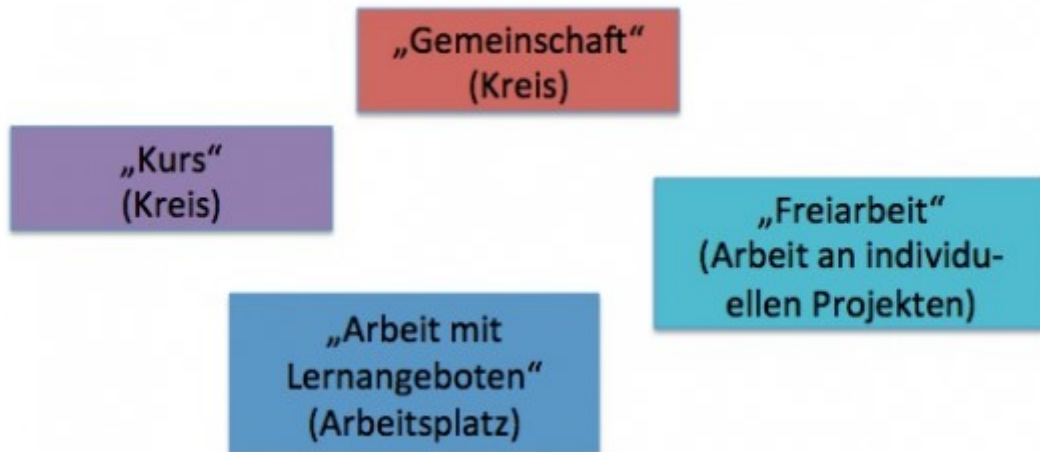 „Gemeinschaft“
(Kreis)
„Kurs“
(Kreis)
„Freiarbeit“
(Arbeit an individu-
ellen Projekten)
„Arbeit mit
Lernangeboten“
(Arbeitsplatz)